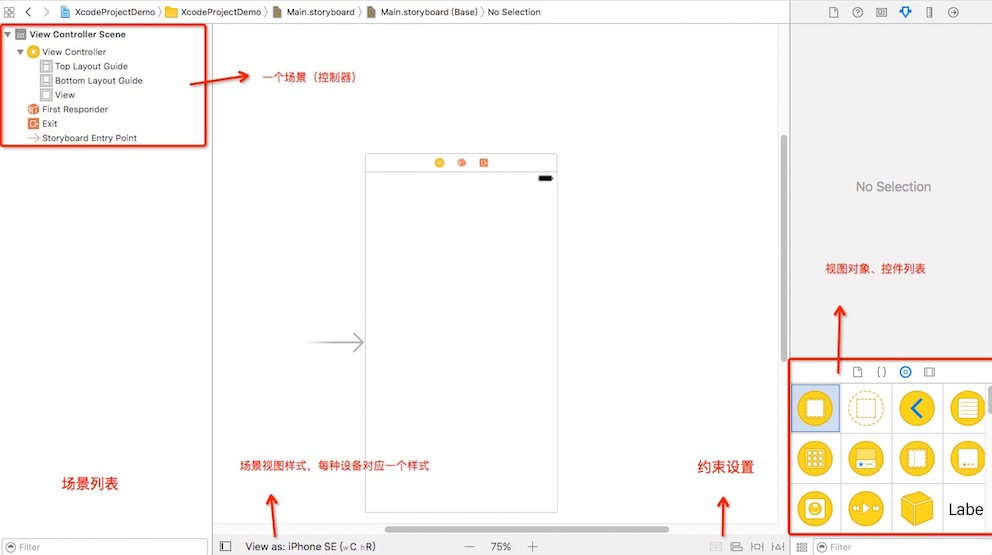 XcodeProjectDemo XcodeProjectDemo Main.storyboard Main.storyboard (Base) No Selection
View Controller Scene
View Controller
Top Layout Guide
Bottom Layout Guide
View
First Responder
Exit
Storyboard Entry Point
一个场景（控制器）
No Selection
视图对象、控件列表
{}
场景视图样式，每种设备对应一个样式
约束设置
场景列表
Labe
Filter
View as: iPhone SE (wC hR)
75%
Filter